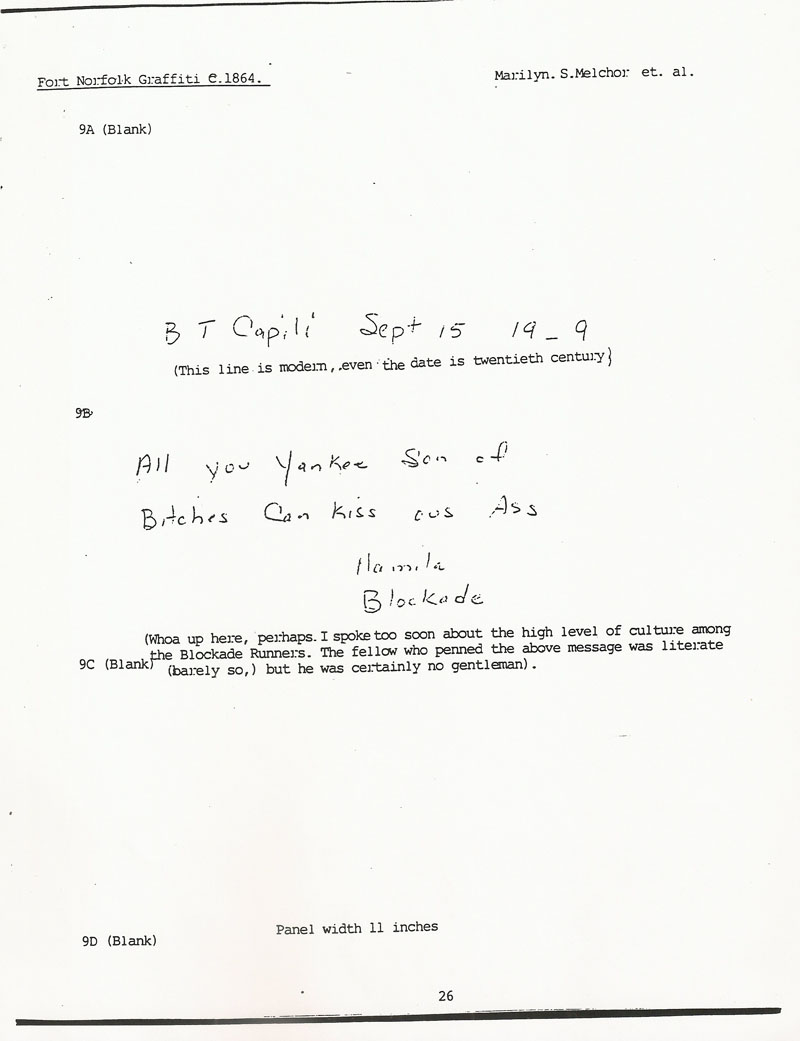 Fort Norfolk Graffiti C.1864.
Marilyn. S.Melchor et. al.
9A (Blank)
B T Capili Sept 15 19_9
(This line is modern, even the date is twentieth century}
9B
All you Yankee Son of
Bitches Can Kiss ous Ass
Hamila
Blockade
(Whoa up here, perhaps. I spoke too soon about the high level of culture among
the Blockade Runners. The fellow who penned the above message was literate
9C (Blank)
(barely so,) but he was certainly no gentleman).
Panel width 11 inches
9D (Blank)
26